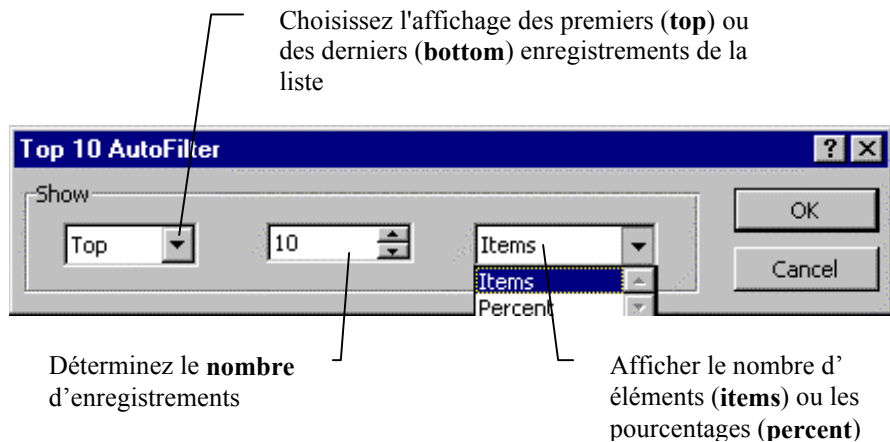 Choisissez l'affichage des premiers (top) ou
des derniers (bottom) enregistrements de la
liste
Top 10 AutoFilter
Show
Top
10
Items
Items
Percent
OK
Cancel
Déterminez le nombre
d’enregistrements
Afficher le nombre d’
éléments (items) ou les
pourcentages (percent)